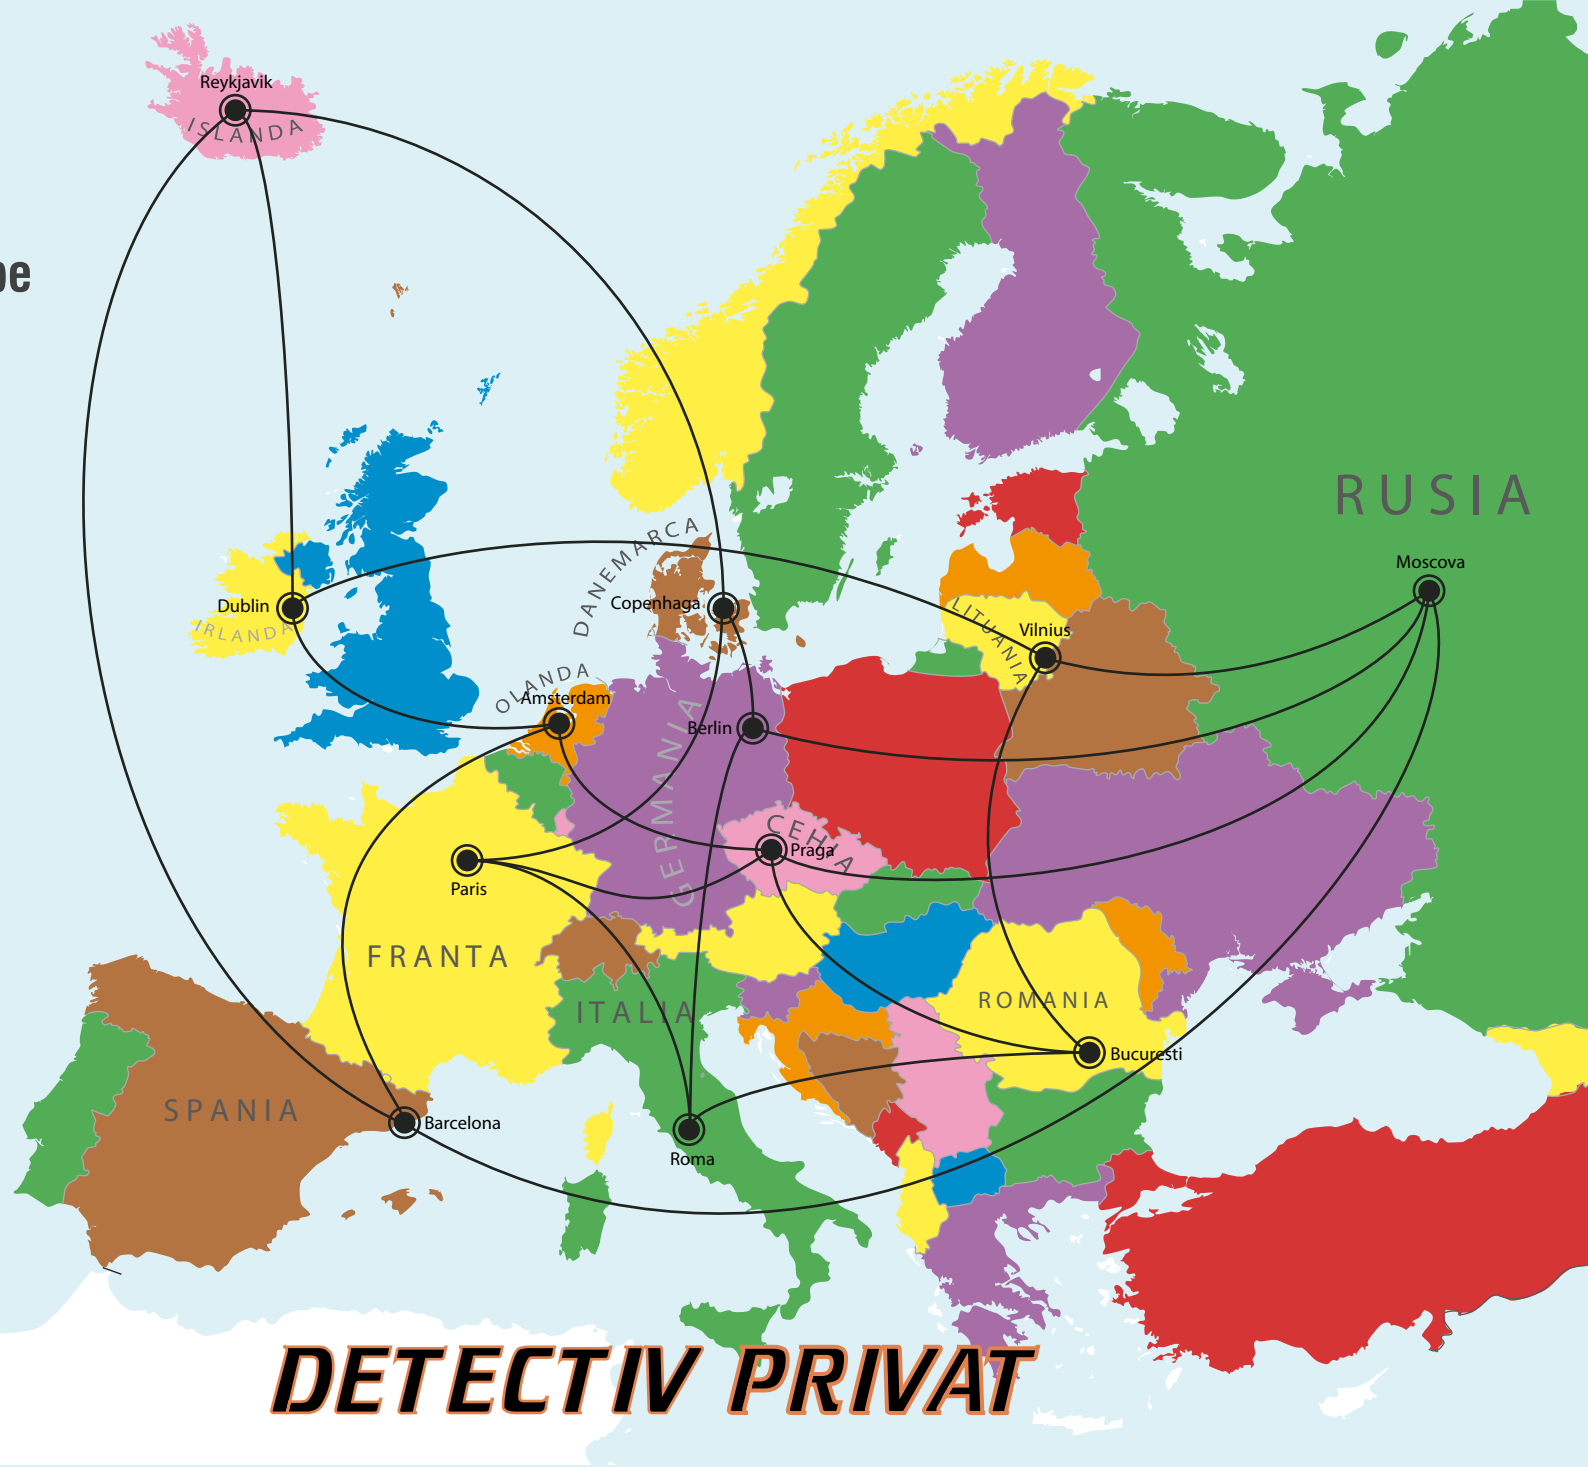 Reykjavik
ISLANDA
pe
RUSIA
DANEMARCA
Moscova
Copenhaga
Dublin
IRLANDA
LITUANIA
Vilnius
OLANDA
Amsterdam
Berlin
GERMANIA
CEHIA
Praga
Paris
FRANTA
ITALIA
ROMANIA
Bucuresti
SPANIA
Barcelona
Roma
DETECTIV PRIVAT